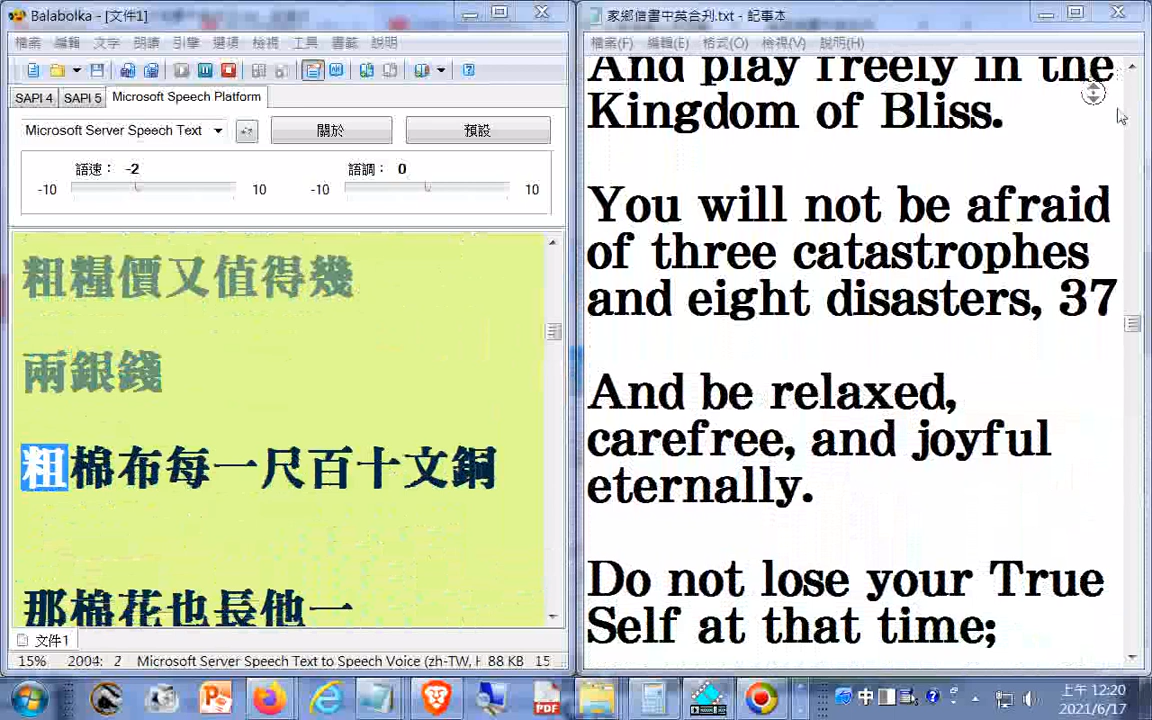 Balabolka - [文件1]
檔案 編輯 文字 朗讀 引擎 選項 檢視 工具 書籤 說明
SAPI 4 SAPI 5 Microsoft Speech Platform
Microsoft Server Speech Text 關於 預設
語速： -2 語調： 0
-10 10 -10 10
粗糧價又值得幾
兩銀錢
粗棉布每一尺百十文銅
那棉花也長他一
文件1
15% 2004: 2 Microsoft Server Speech Text to Speech Voice (zh-TW, H 88 KB 15
家鄉信書中英合刋.txt - 記事本
檔案(F) 編輯(E) 格式(O) 檢視(V) 說明(H)
And play freely in the
Kingdom of Bliss.
You will not be afraid
of three catastrophes
and eight disasters, 37
And be relaxed,
carefree, and joyful
eternally.
Do not lose your True
Self at that time;
中
上午 12:20
2021/6/17